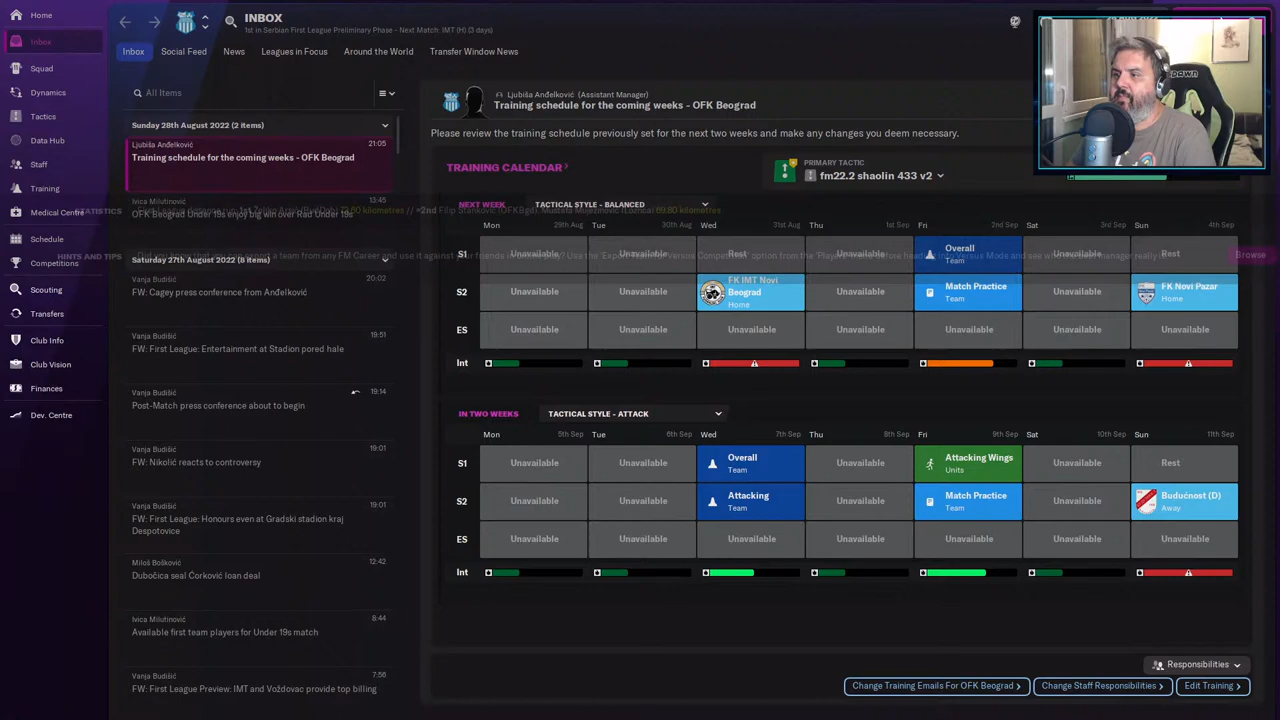 Home
INBOX
1st in Serbian First League Preliminary Phase - Next Match: IMT (H) (3 days)
Inbox
Inbox
Social Feed
News
Leagues in Focus
Around the World
Transfer Window News
Squad
Dynamics
Tactics
Data Hub
Staff
Training
Medical Centre
Schedule
Competitions
Scouting
Transfers
Club Info
Club Vision
Finances
Dev. Centre
All Items
Sunday 28th August 2022 (2 items)
Ljubiša Anđelković
21:05
Training schedule for the coming weeks - OFK Beograd
Ivica Milutinović
13:45
OFK Beograd Under 19s enjoy big win over Rad Under 19s
Saturday 27th August 2022 (8 items)
Vanja Budišić
20:02
FW: Cagey press conference from Anđelković
Vanja Budišić
19:51
FW: First League: Entertainment at Stadion pored hale
Vanja Budišić
19:14
Post-Match press conference about to begin
Vanja Budišić
19:01
FW: Nikolić reacts to controversy
Vanja Budišić
19:01
FW: First League: Honours even at Gradski stadion kraj Despotovice
Miloš Bošković
12:42
Dubočica seal Ćorković loan deal
Ivica Milutinović
8:44
Available first team players for Under 19s match
Vanja Budišić
7:56
FW: First League Preview: IMT and Voždovac provide top billing
Ljubiša Anđelković (Assistant Manager)
Training schedule for the coming weeks - OFK Beograd
Please review the training schedule previously set for the next two weeks and make any changes you deem necessary.
TRAINING CALENDAR
PRIMARY TACTIC
fm22.2 shaolin 433 v2
STATISTICS
HINTS AND TIPS
Browse
NEXT WEEK
TACTICAL STYLE - BALANCED
Mon 29th Aug Tue 30th Aug Wed 31st Aug Thu 1st Sep Fri 2nd Sep Sat 3rd Sep Sun 4th Sep
S1 Unavailable Unavailable Rest Unavailable Overall Team Unavailable Rest
S2 Unavailable Unavailable FK IMT Novi Beograd Home Unavailable Match Practice Team Unavailable FK Novi Pazar Home
ES Unavailable Unavailable Unavailable Unavailable Unavailable Unavailable Unavailable
Int
IN TWO WEEKS
TACTICAL STYLE - ATTACK
Mon 5th Sep Tue 6th Sep Wed 7th Sep Thu 8th Sep Fri 9th Sep Sat 10th Sep Sun 11th Sep
S1 Unavailable Unavailable Overall Team Unavailable Attacking Wings Units Unavailable Rest
S2 Unavailable Unavailable Attacking Team Unavailable Match Practice Team Unavailable Budućnost (D) Away
ES Unavailable Unavailable Unavailable Unavailable Unavailable Unavailable Unavailable
Int
Responsibilities
Change Training Emails For OFK Beograd
Change Staff Responsibilities
Edit Training